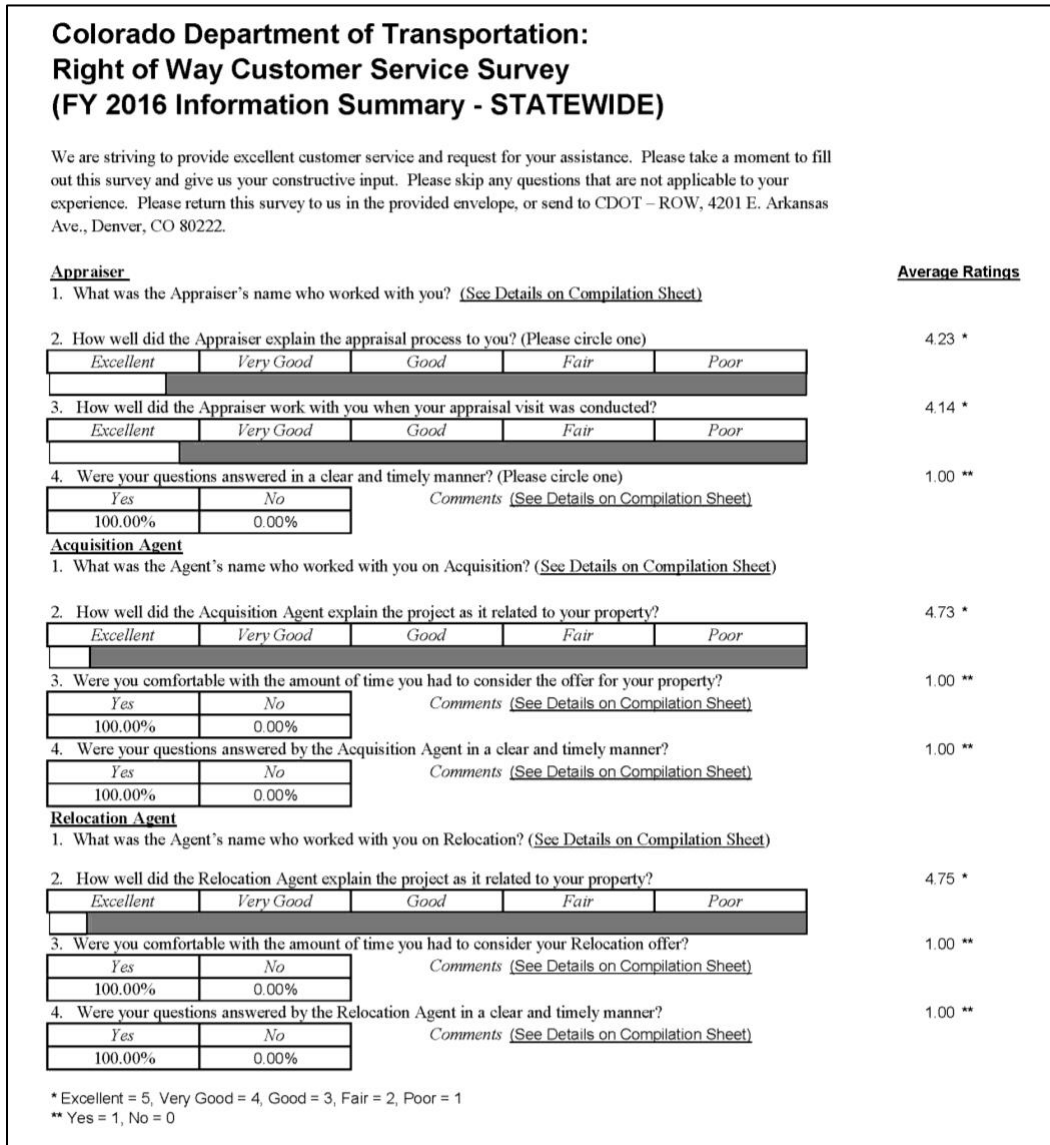 Colorado Department of Transportation:
Right of Way Customer Service Survey
(FY 2016 Information Summary - STATEWIDE)
We are striving to provide excellent customer service and request for your assistance. Please take a moment to fill
out this survey and give us your constructive input. Please skip any questions that are not applicable to your
experience. Please return this survey to us in the provided envelope, or send to CDOT – ROW, 4201 E. Arkansas
Ave., Denver, CO 80222.
Appraiser Average Ratings
1. What was the Appraiser's name who worked with you? (See Details on Compilation Sheet)
2. How well did the Appraiser explain the appraisal process to you? (Please circle one) 4.23 *
Excellent Very Good Good Fair Poor
3. How well did the Appraiser work with you when your appraisal visit was conducted? 4.14 *
Excellent Very Good Good Fair Poor
4. Were your questions answered in a clear and timely manner? (Please circle one) 1.00 **
Yes No Comments (See Details on Compilation Sheet)
100.00% 0.00%
Acquisition Agent
1. What was the Agent's name who worked with you on Acquisition? (See Details on Compilation Sheet)
2. How well did the Acquisition Agent explain the project as it related to your property? 4.73 *
Excellent Very Good Good Fair Poor
3. Were you comfortable with the amount of time you had to consider the offer for your property? 1.00 **
Yes No Comments (See Details on Compilation Sheet)
100.00% 0.00%
4. Were your questions answered by the Acquisition Agent in a clear and timely manner? 1.00 **
Yes No Comments (See Details on Compilation Sheet)
100.00% 0.00%
Relocation Agent
1. What was the Agent's name who worked with you on Relocation? (See Details on Compilation Sheet)
2. How well did the Relocation Agent explain the project as it related to your property? 4.75 *
Excellent Very Good Good Fair Poor
3. Were you comfortable with the amount of time you had to consider your Relocation offer? 1.00 **
Yes No Comments (See Details on Compilation Sheet)
100.00% 0.00%
4. Were your questions answered by the Relocation Agent in a clear and timely manner? 1.00 **
Yes No Comments (See Details on Compilation Sheet)
100.00% 0.00%
* Excellent = 5, Very Good = 4, Good = 3, Fair = 2, Poor = 1
** Yes = 1, No = 0